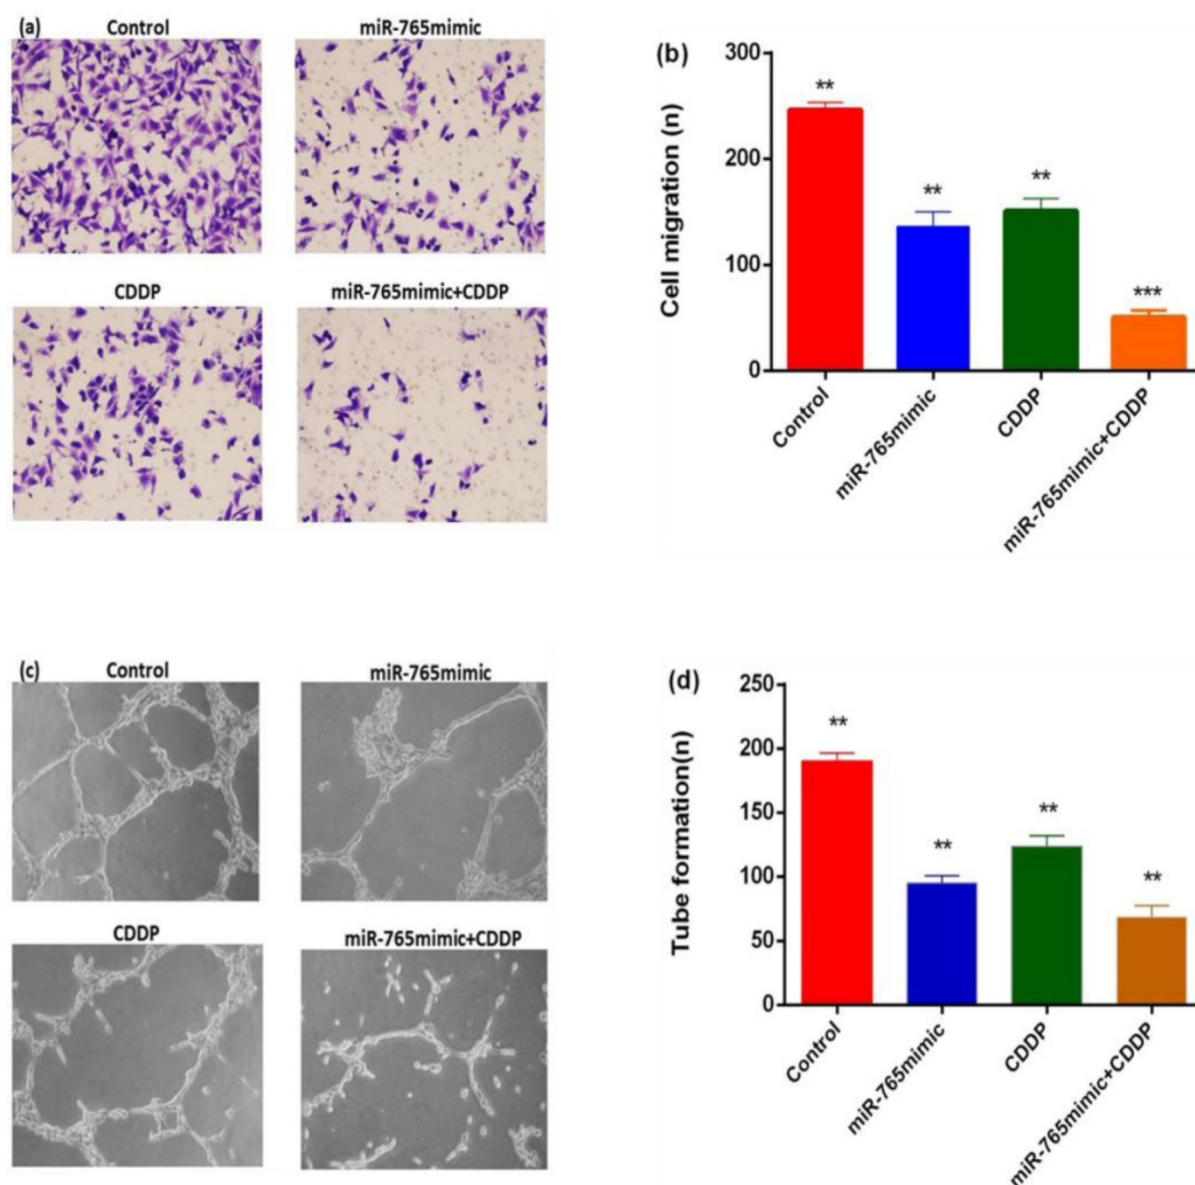 (a)
Control
miR-765mimic
CDDP
miR-765mimic+CDDP
(b)
Cell migration (n)
300
200
100
0
**
**
**
***
Control
miR-765mimic
CDDP
miR-765mimic+CDDP
(c)
Control
miR-765mimic
CDDP
miR-765mimic+CDDP
(d)
Tube formation(n)
250
200
150
100
50
0
**
**
**
**
Control
miR-765mimic
CDDP
miR-765mimic+CDDP